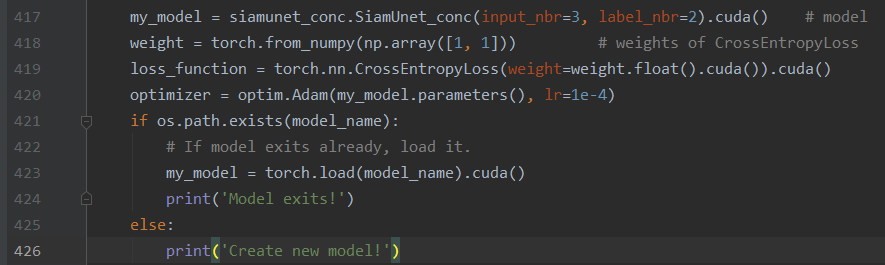 417 my_model = siamunet_conc.SiamUnet_conc(input_nbr=3, label_nbr=2).cuda() # model
418 weight = torch.from_numpy(np.array([1, 1])) # weights of CrossEntropyLoss
419 loss_function = torch.nn.CrossEntropyLoss(weight=weight.float().cuda()).cuda()
420 optimizer = optim.Adam(my_model.parameters(), lr=1e-4)
421 if os.path.exists(model_name):
422 # If model exits already, load it.
423 my_model = torch.load(model_name).cuda()
424 print('Model exits!')
425 else:
426 print('Create new model!')